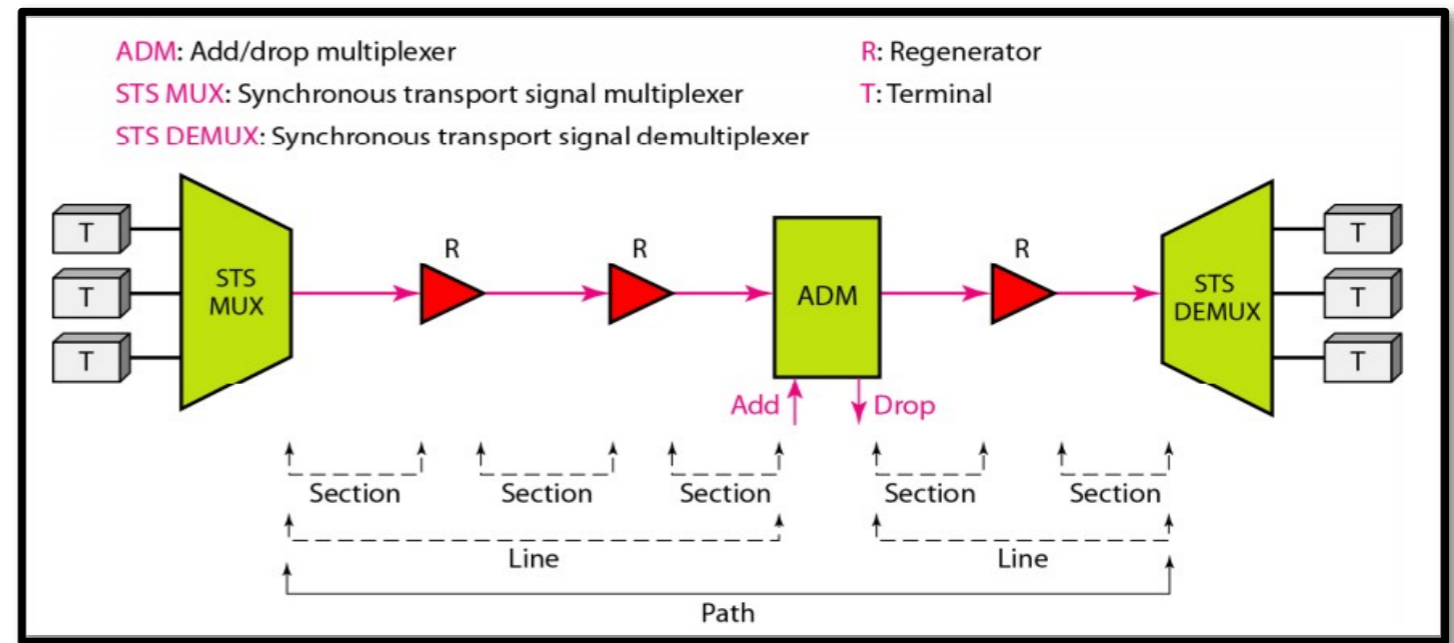 ADM: Add/drop multiplexer
R: Regenerator
STS MUX: Synchronous transport signal multiplexer
T: Terminal
STS DEMUX: Synchronous transport signal demultiplexer
R
R
R
T
T
T
STS
MUX
ADM
STS
DEMUX
T
T
T
Add
Drop
Section
Section
Section
Section
Section
Line
Line
Path